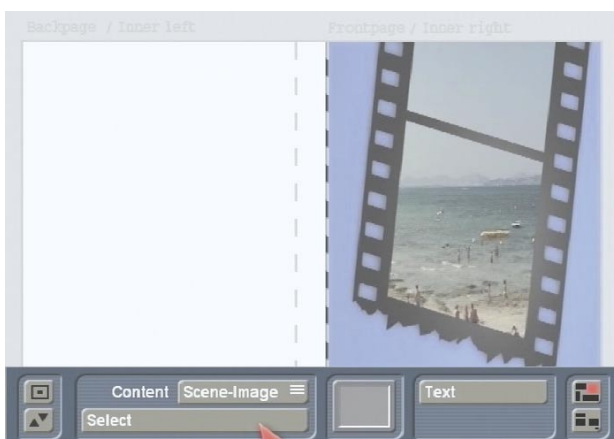 Backpage / Inner left
Frontpage / Inner right
Content Scene-Image
Select
Text